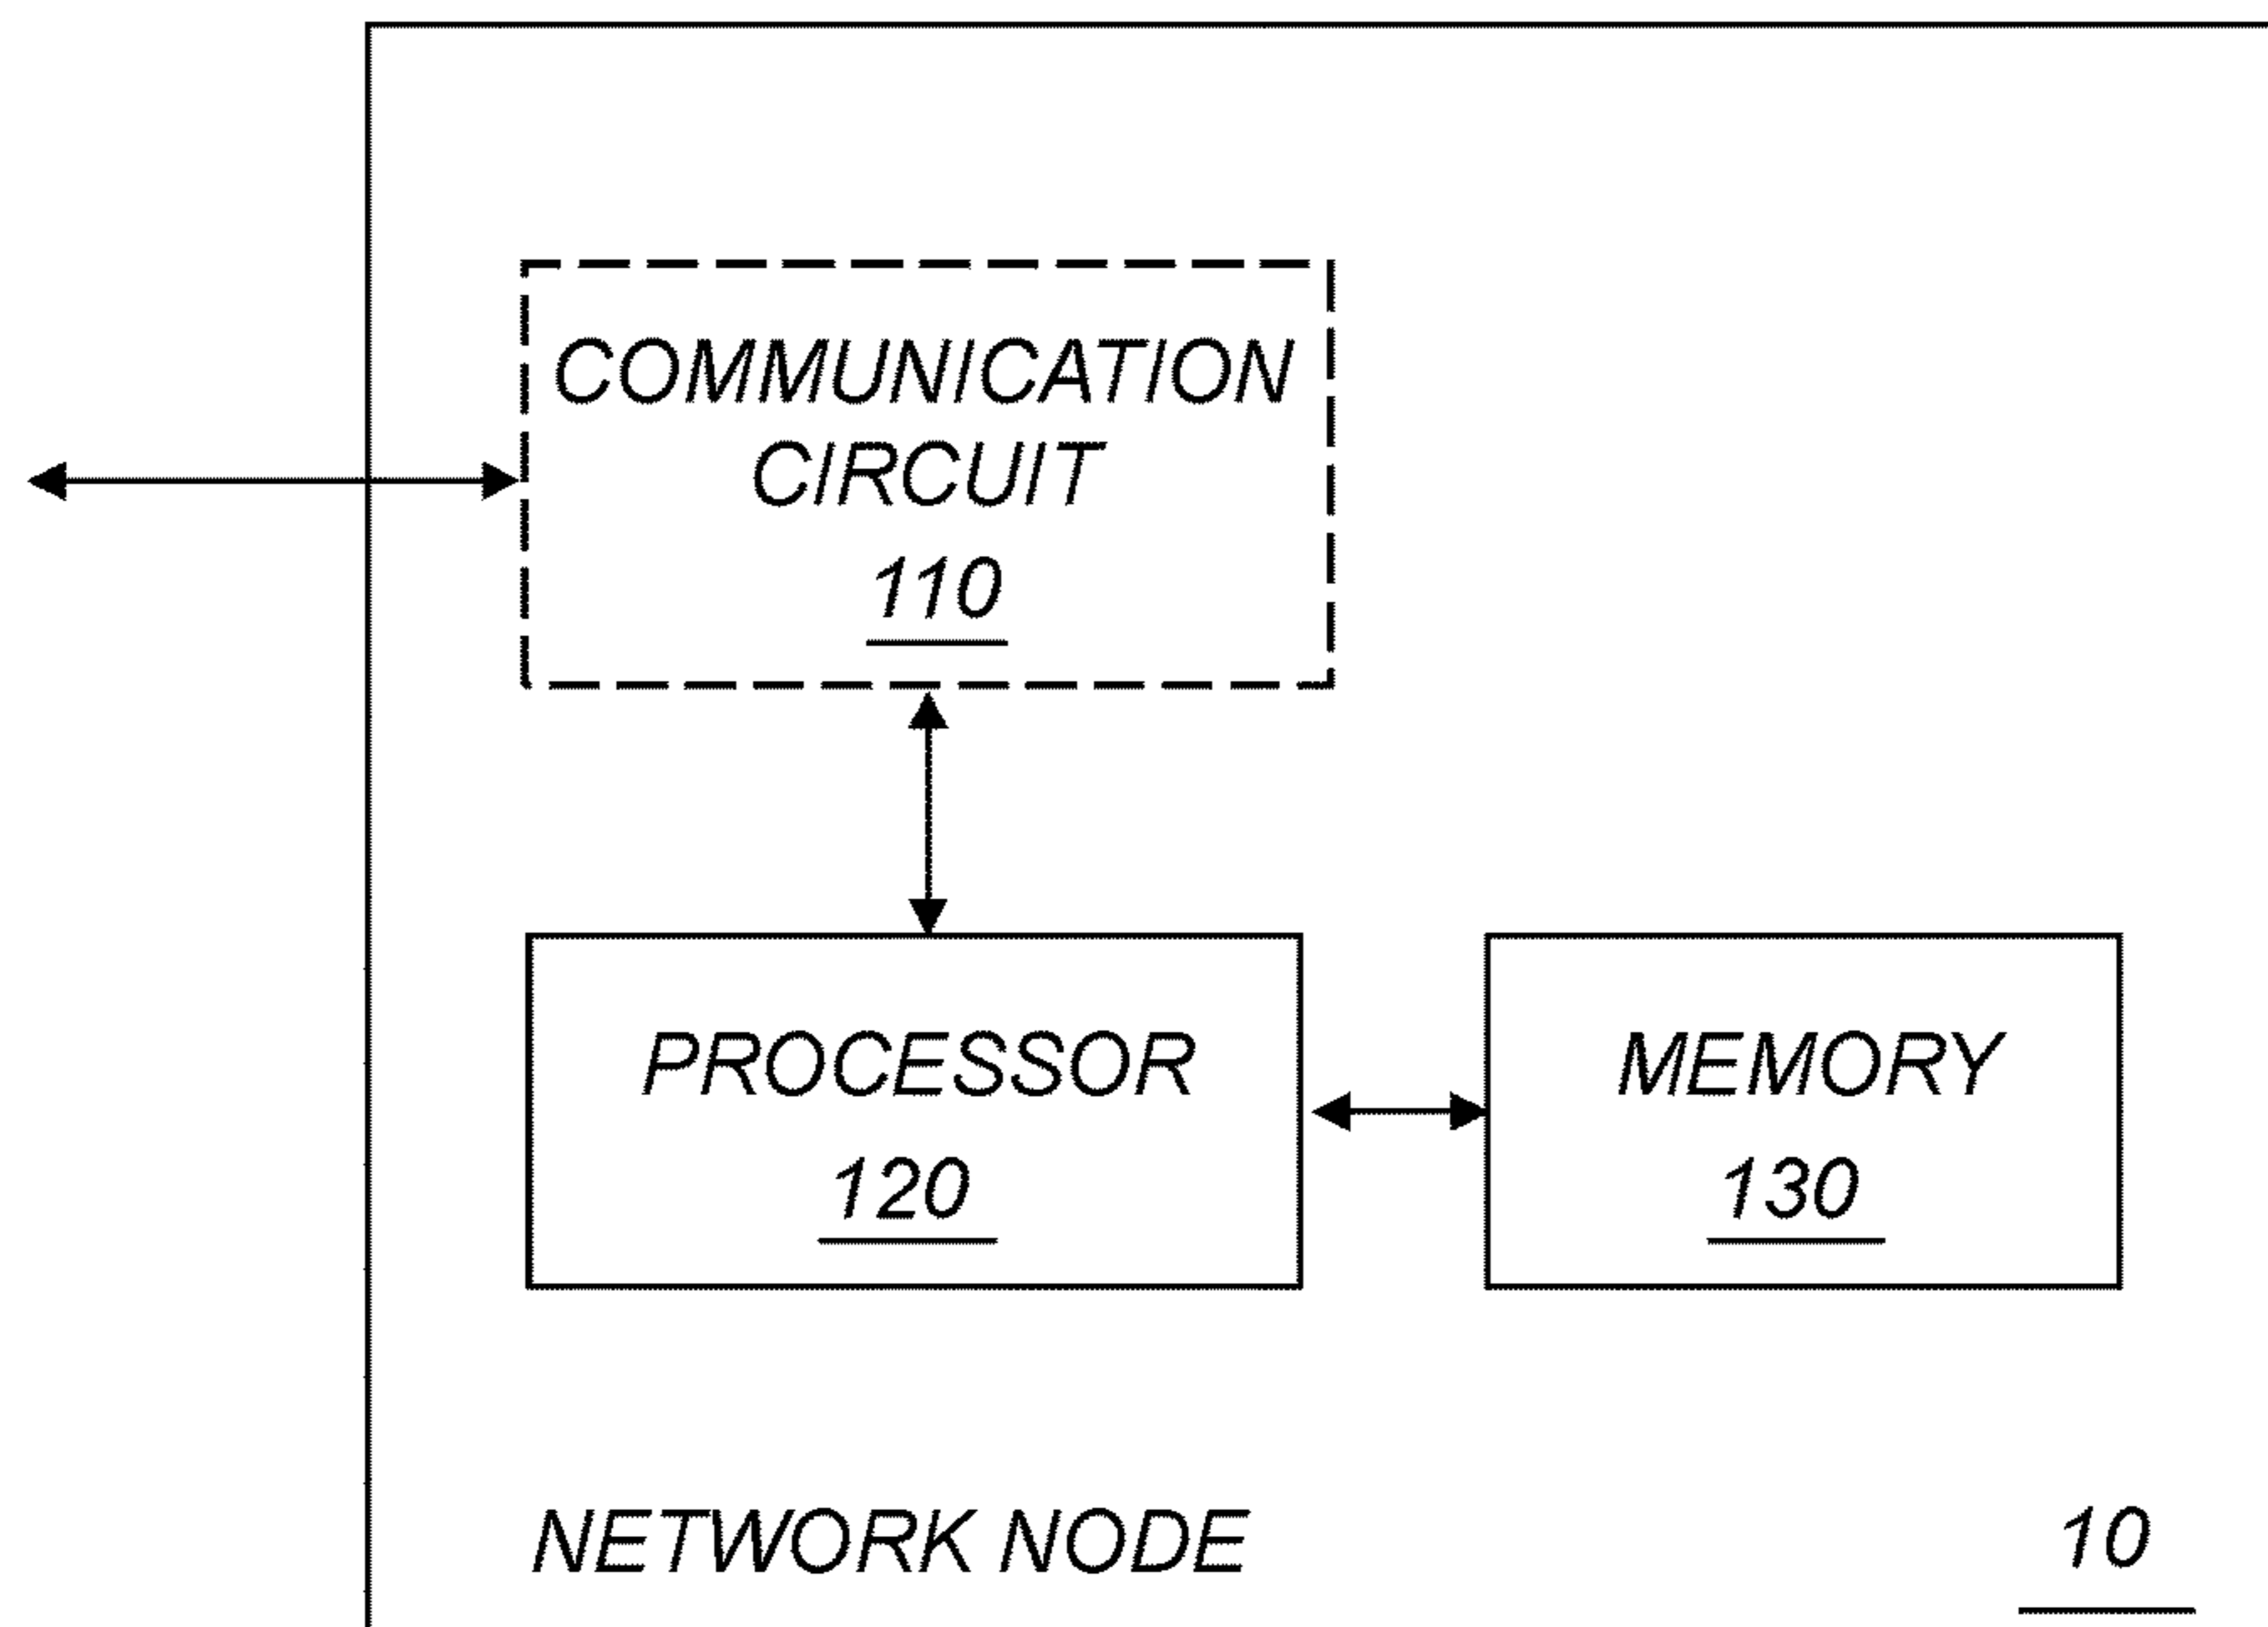 COMMUNICATION
CIRCUIT
110
PROCESSOR
120
MEMORY
130
NETWORK NODE
10